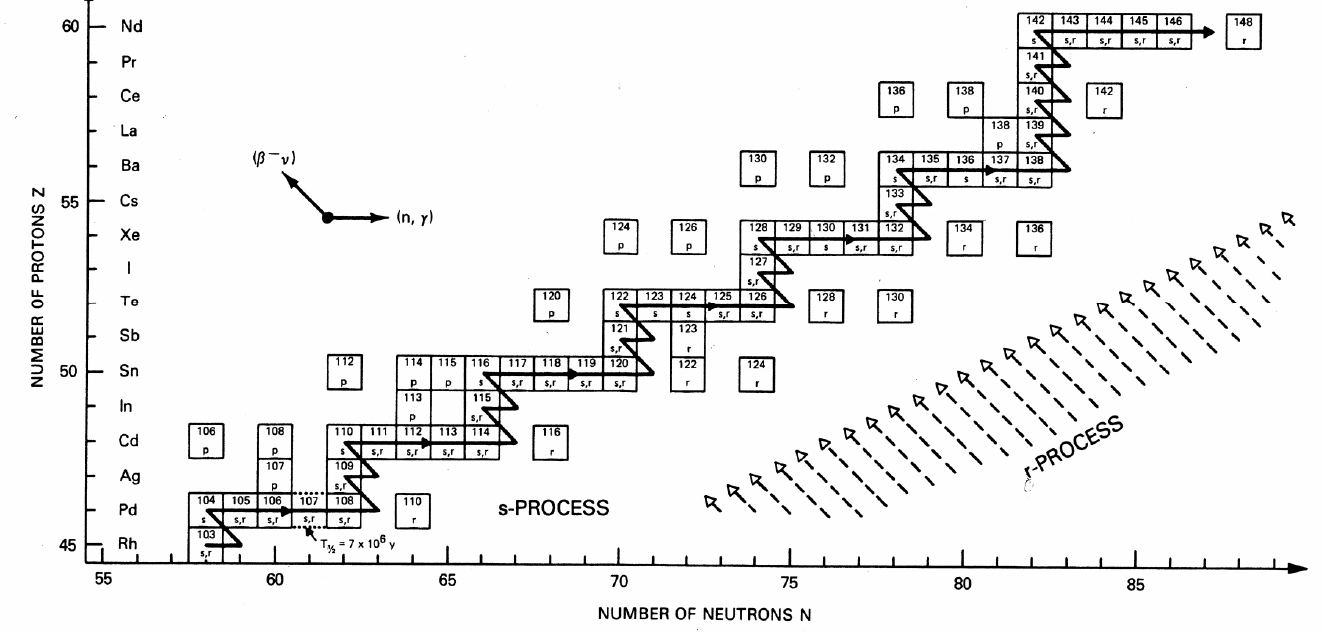 60 Nd 142 143 144 145 146 148
s s,r s,r s,r s,r r
Pr 141
s,r
Ce 136 138 140 142
p p s,r r
La 138 139
p s,r
(β⁻ν) Ba 130 132 134 135 136 137 138
p p s s,r s s,r s,r
55 Cs 133
s,r
(n, γ)
Xe 124 126 128 129 130 131 132 134 136
p p s s,r s s,r s,r r r
I 127
s,r
Te 120 122 123 124 125 126 128 130
p s s s s,r s,r r r
Sb 121 123
s,r r
50 Sn 112 114 115 116 117 118 119 120 122 124
p p p s s,r s,r s,r s,r r r
In 113 115
p s,r
Cd 106 108 110 111 112 113 114 116
p p s s,r s,r s,r s,r r
Ag 107 109
p s,r
Pd 104 105 106 107 108 110
s s,r s,r s,r s,r r
45 Rh 103
s,r
T½ = 7 x 10⁶ y
s-PROCESS
r-PROCESS
NUMBER OF PROTONS Z
55 60 65 70 75 80 85
NUMBER OF NEUTRONS N